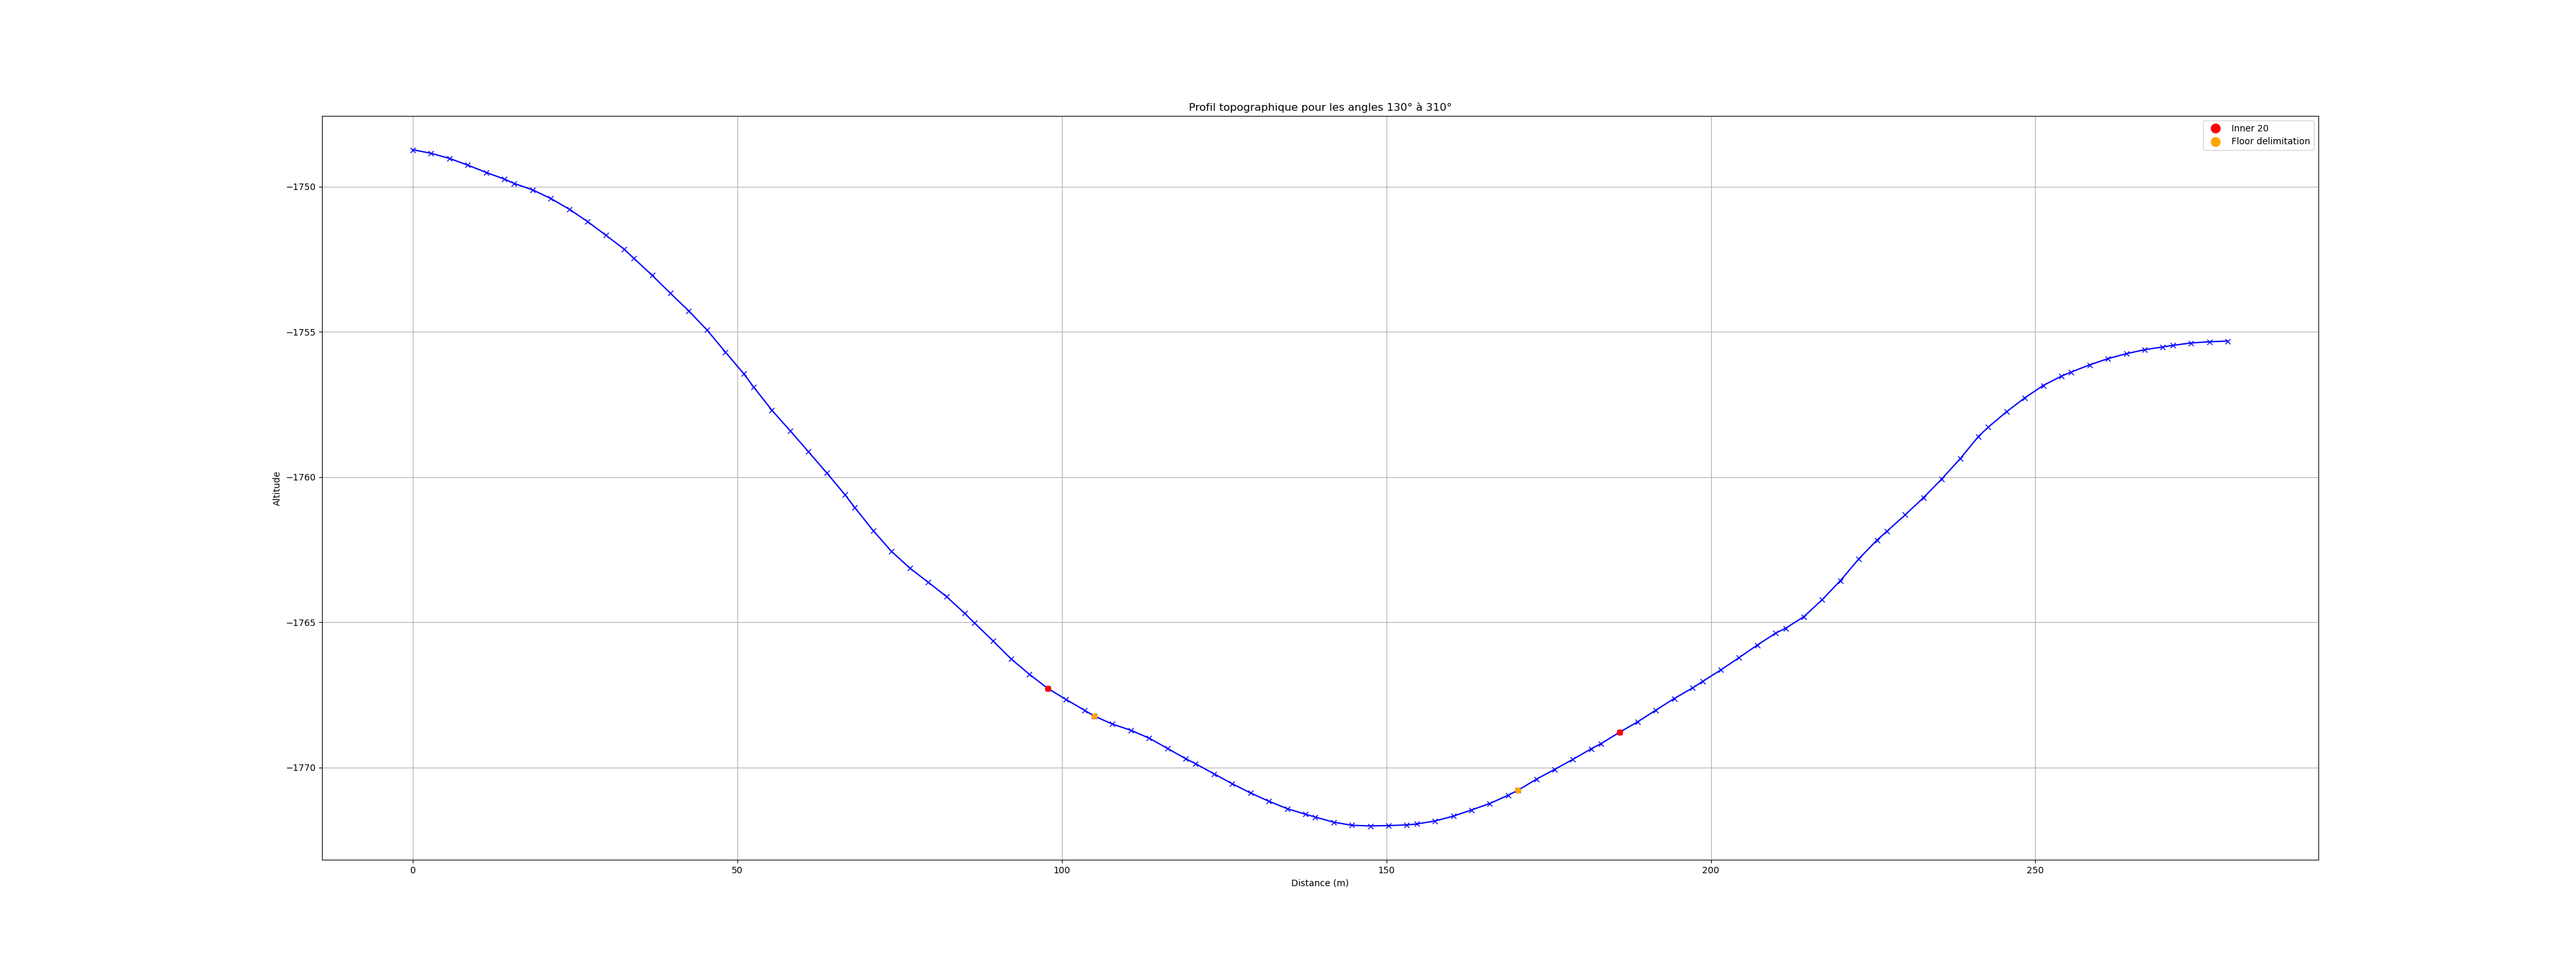 Profil topographique pour les angles 130° à 310°
Inner 20
Floor delimitation
−1750
−1755
−1760
−1765
−1770
Altitude
0 50 100 150 200 250
Distance (m)